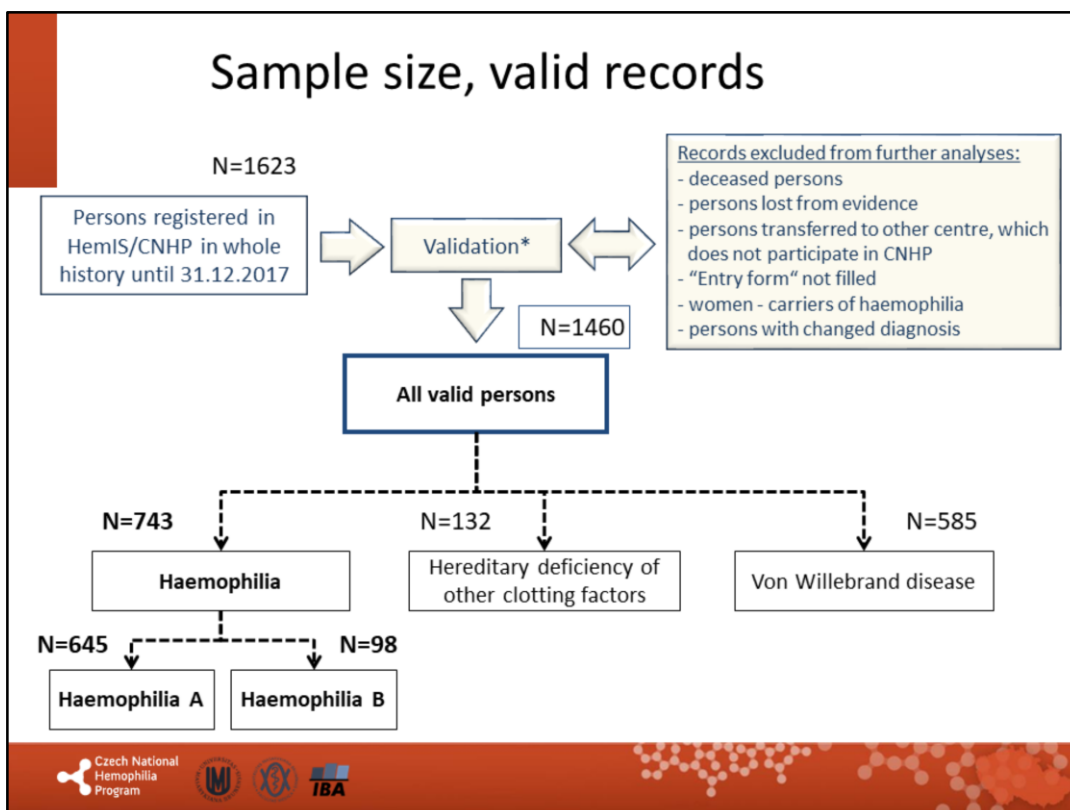 Sample size, valid records
N=1623
Persons registered in
HemIS/CNHP in whole
history until 31.12.2017
Validation*
Records excluded from further analyses:
- deceased persons
- persons lost from evidence
- persons transferred to other centre, which
does not participate in CNHP
- “Entry form“ not filled
- women - carriers of haemophilia
- persons with changed diagnosis
N=1460
All valid persons
N=743
Haemophilia
N=132
Hereditary deficiency of
other clotting factors
N=585
Von Willebrand disease
N=645
Haemophilia A
N=98
Haemophilia B
Czech National
Hemophilia
Program
IBA